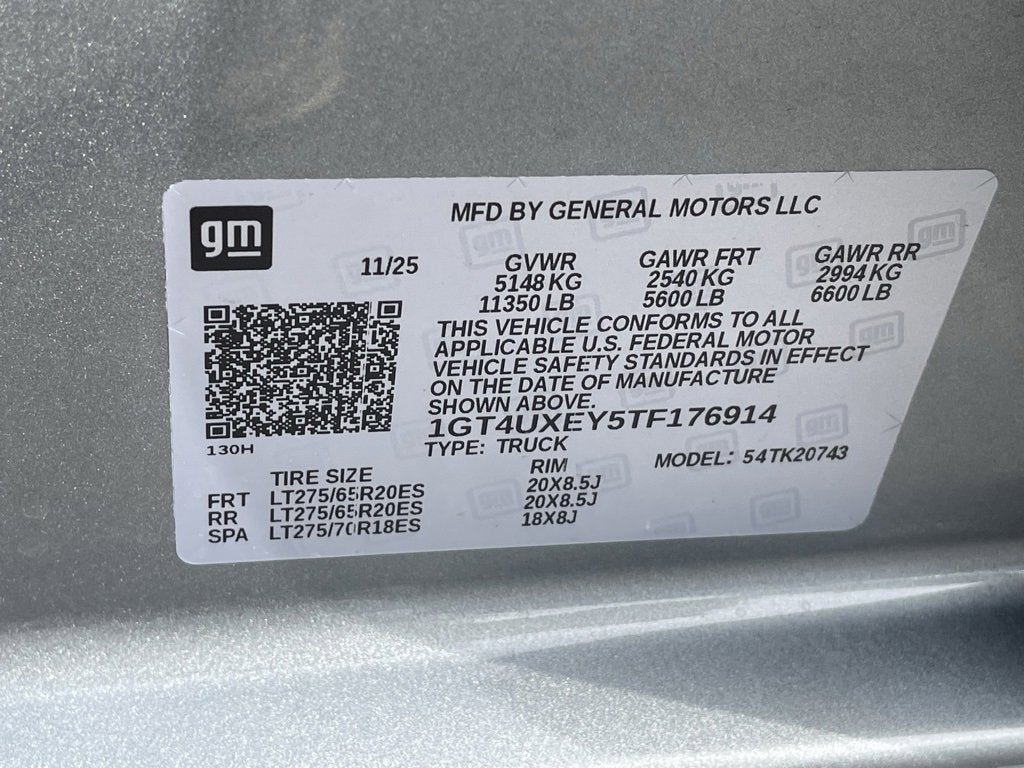 gm
MFD BY GENERAL MOTORS LLC
11/25
GVWR GAWR FRT GAWR RR
5148 KG 2540 KG 2994 KG
11350 LB 5600 LB 6600 LB
THIS VEHICLE CONFORMS TO ALL
APPLICABLE U.S. FEDERAL MOTOR
VEHICLE SAFETY STANDARDS IN EFFECT
ON THE DATE OF MANUFACTURE
SHOWN ABOVE.
1GT4UXEY5TF176914
130H
TYPE: TRUCK MODEL: 54TK20743
TIRE SIZE RIM
FRT LT275/65R20ES 20X8.5J
RR LT275/65R20ES 20X8.5J
SPA LT275/70R18ES 18X8J